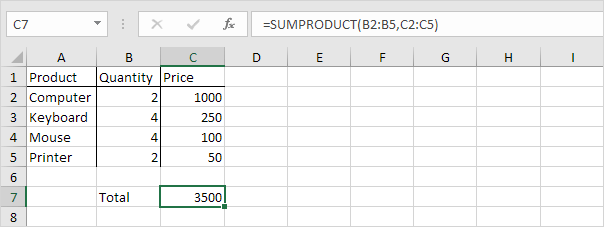 C7 fx =SUMPRODUCT(B2:B5,C2:C5)
A B C D E F G H I
1 Product Quantity Price
2 Computer 2 1000
3 Keyboard 4 250
4 Mouse 4 100
5 Printer 2 50
6
7 Total 3500
8